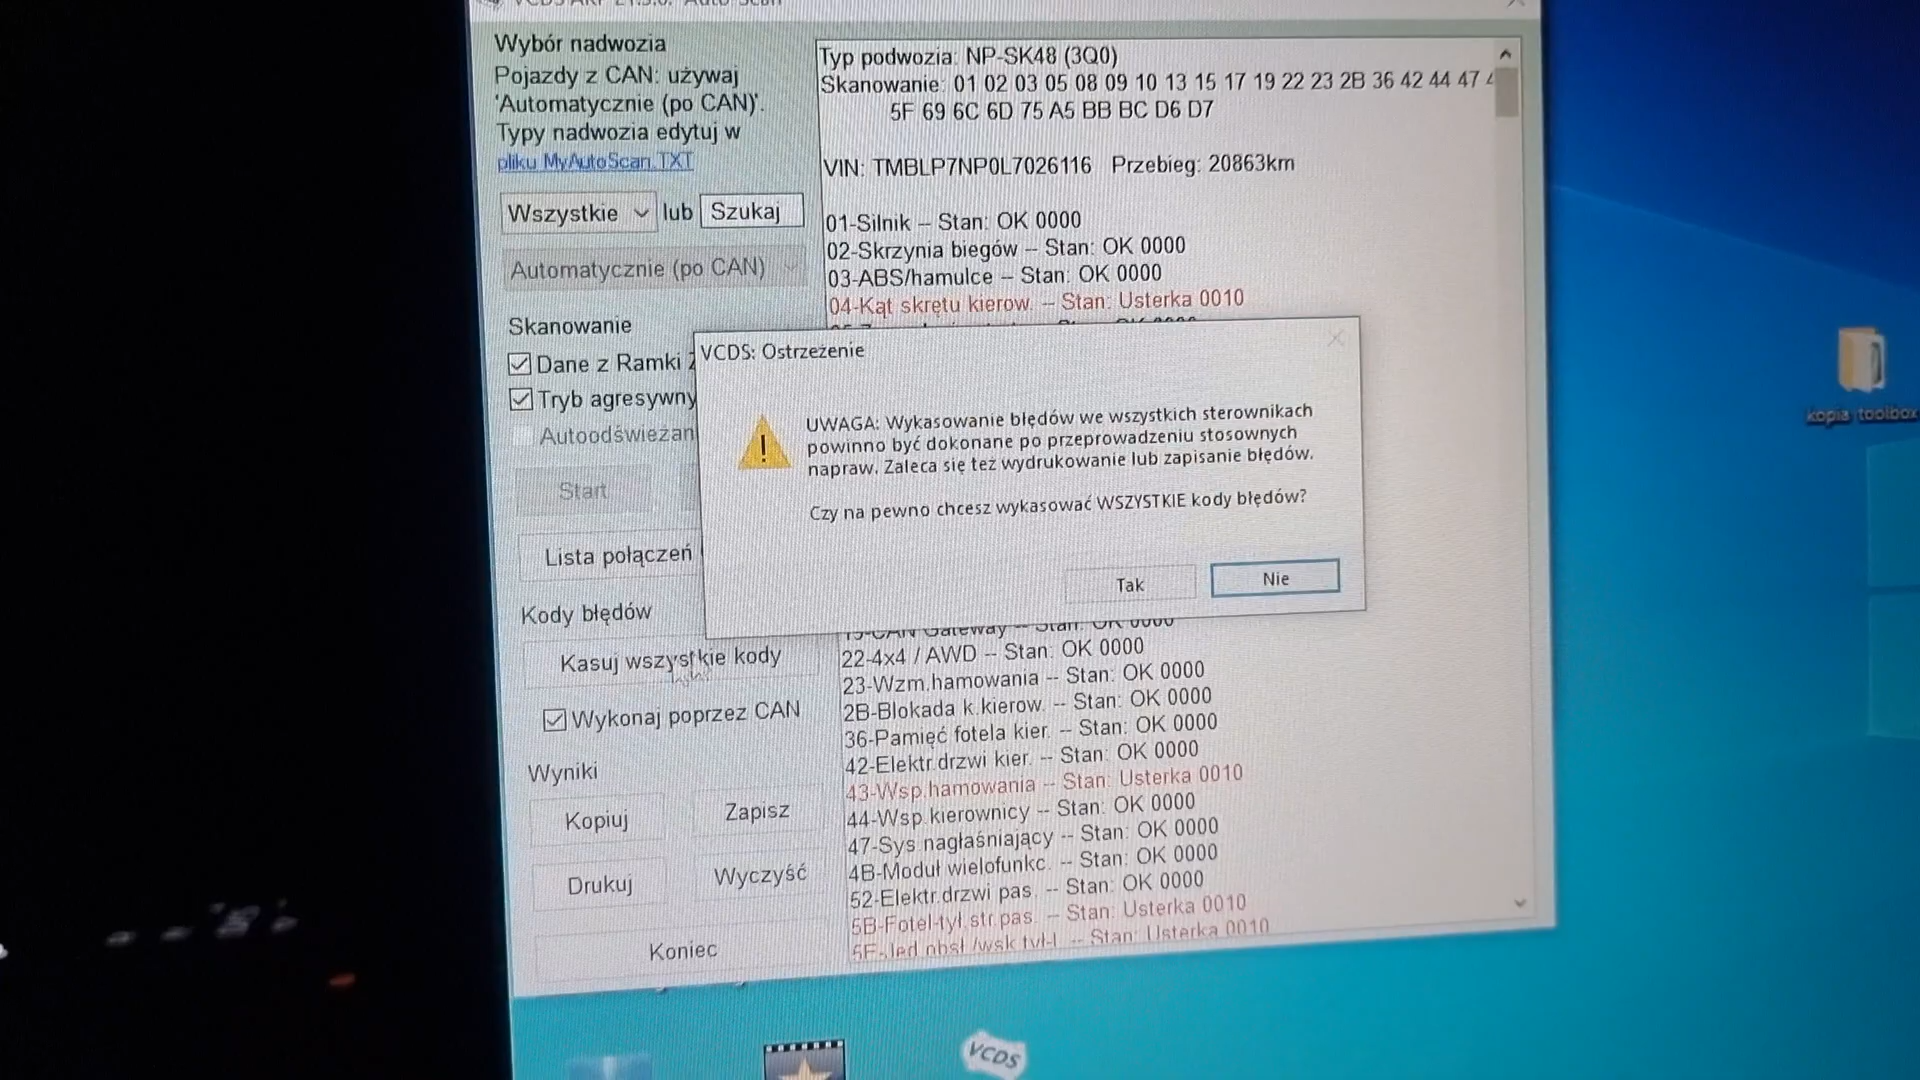 Wybór nadwozia
Pojazdy z CAN: używaj
'Automatycznie (po CAN)'.
Typy nadwozia edytuj w
pliku MyAutoScan.TXT
Wszystkie lub Szukaj
Automatycznie (po CAN)
Skanowanie
Dane z Ramki
Tryb agresywny
Autoodświeżan
Start
Lista połączeń
Kody błędów
Kasuj wszystkie kody
Wykonaj poprzez CAN
Wyniki
Kopiuj Zapisz
Drukuj Wyczyść
Koniec
Typ podwozia: NP-SK48 (3Q0)
Skanowanie: 01 02 03 05 08 09 10 13 15 17 19 22 23 2B 36 42 44 47
5F 69 6C 6D 75 A5 BB BC D6 D7
VIN: TMBLP7NP0L7026116 Przebieg: 20863km
01-Silnik -- Stan: OK 0000
02-Skrzynia biegów -- Stan: OK 0000
03-ABS/hamulce -- Stan: OK 0000
04-Kąt skrętu kierow. -- Stan: Usterka 0010
VCDS: Ostrzeżenie
UWAGA: Wykasowanie błędów we wszystkich sterownikach
powinno być dokonane po przeprowadzeniu stosownych
napraw. Zaleca się też wydrukowanie lub zapisanie błędów.
Czy na pewno chcesz wykasować WSZYSTKIE kody błędów?
Tak Nie
19-CAN Gateway -- Stan: OK 0000
22-4x4 / AWD -- Stan: OK 0000
23-Wzm.hamowania -- Stan: OK 0000
2B-Blokada k.kierow. -- Stan: OK 0000
36-Pamięć fotela kier. -- Stan: OK 0000
42-Elektr.drzwi kier. -- Stan: OK 0000
43-Wsp.hamowania -- Stan: Usterka 0010
44-Wsp.kierownicy -- Stan: OK 0000
47-Sys.nagłaśniający -- Stan: OK 0000
4B-Moduł wielofunkc. -- Stan: OK 0000
52-Elektr.drzwi pas. -- Stan: OK 0000
5B-Fotel-tył.str.pas. -- Stan: Usterka 0010
Stan: Usterka 0010
kopia toolbox
VCDS